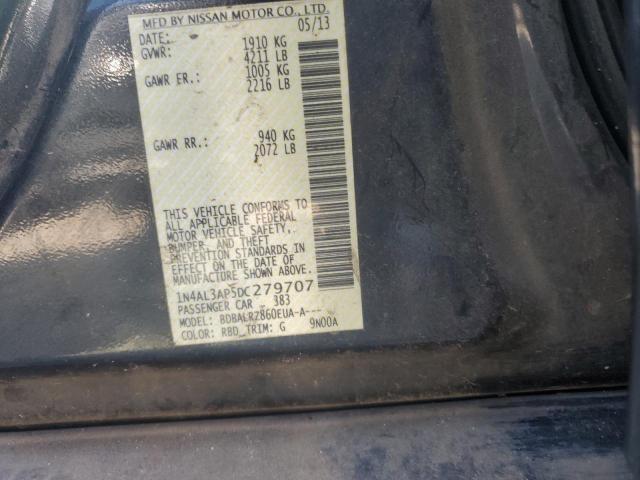 MFD BY NISSAN MOTOR CO., LTD.
DATE: 05/13
GVWR: 1910 KG
4211 LB
GAWR FR.: 1005 KG
2216 LB
GAWR RR.: 940 KG
2072 LB
THIS VEHICLE CONFORMS TO
ALL APPLICABLE FEDERAL
MOTOR VEHICLE SAFETY,
BUMPER, AND THEFT
PREVENTION STANDARDS IN
EFFECT ON THE DATE OF
MANUFACTURE SHOWN ABOVE.
1N4AL3AP5DC279707
PASSENGER CAR 383
MODEL: BDBALRZ860EUA-A---
COLOR: RBD TRIM: G 9N00A